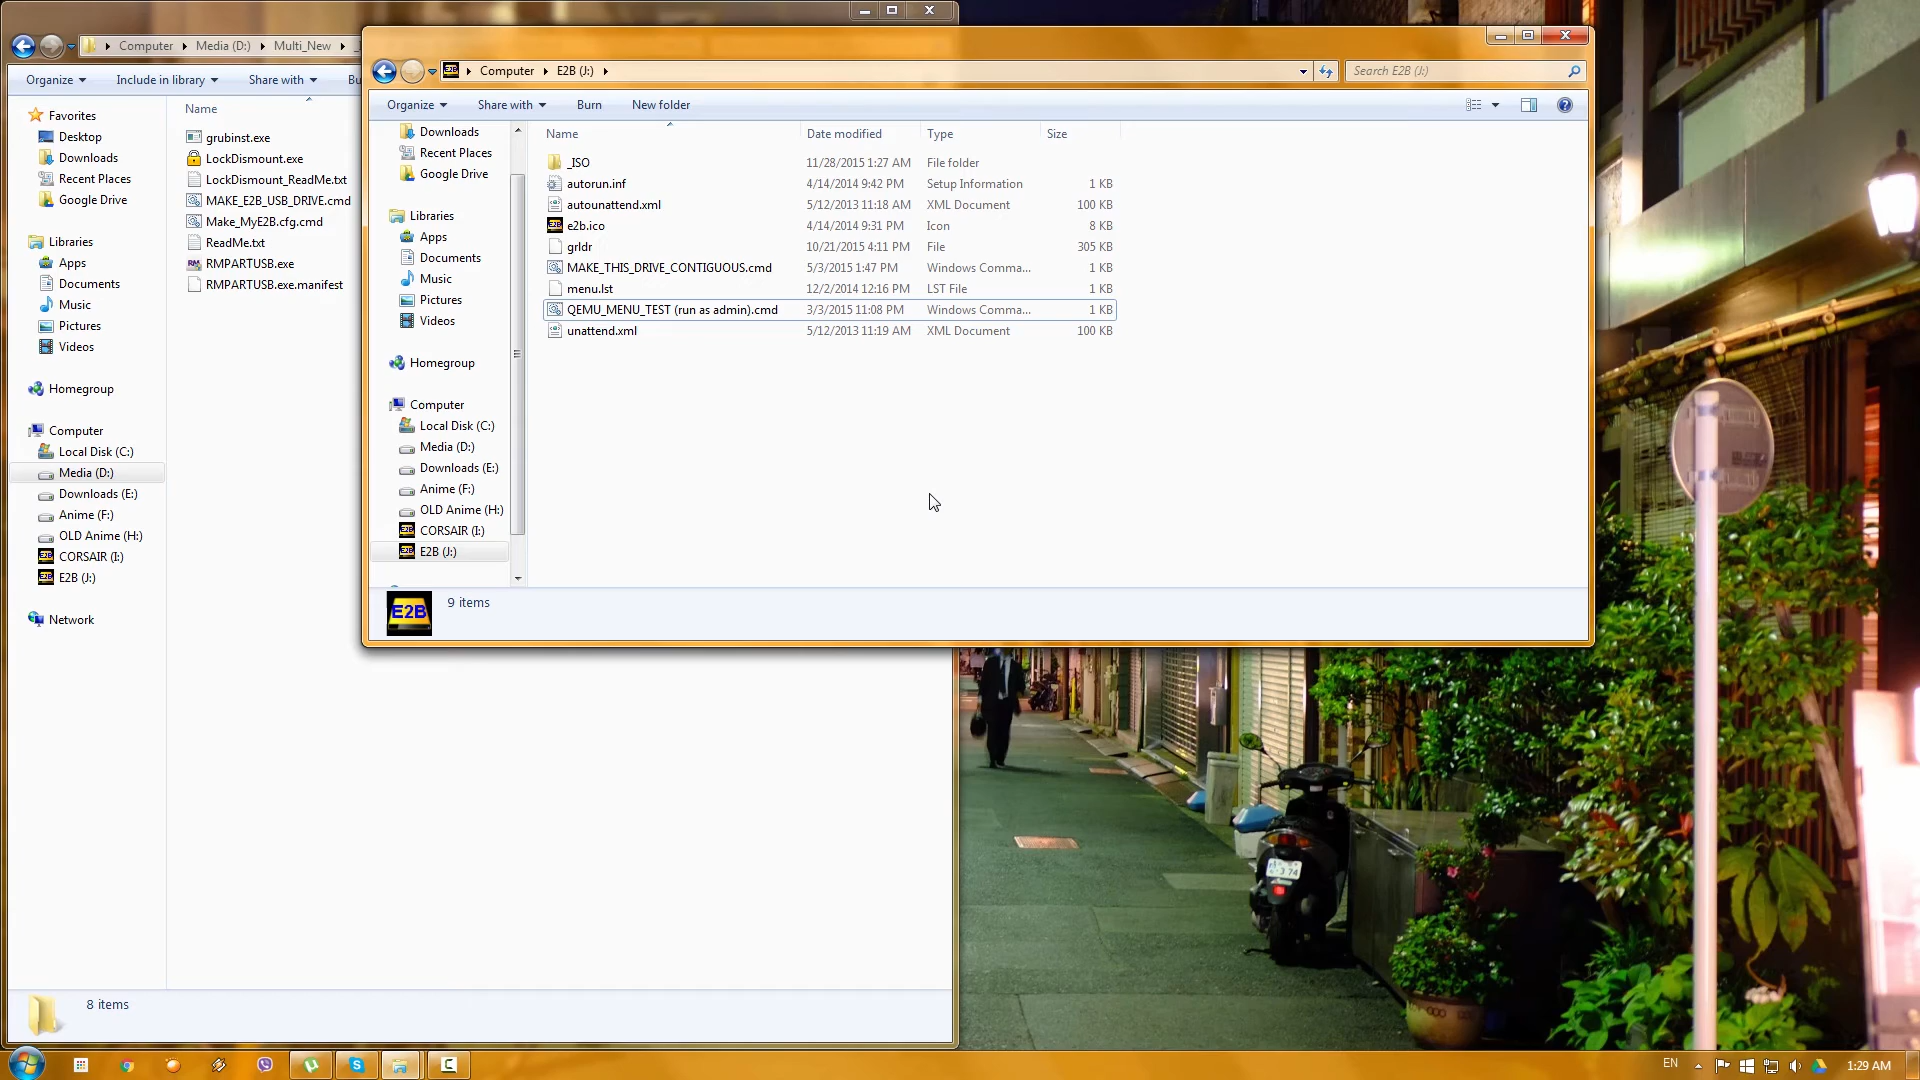 Computer Media (D:) Multi_New
Organize Include in library Share with Bu
Name
Favorites
Desktop
Downloads
Recent Places
Google Drive
Libraries
Apps
Documents
Music
Pictures
Videos
Homegroup
Computer
Local Disk (C:)
Media (D:)
Downloads (E:)
Anime (F:)
OLD Anime (H:)
CORSAIR (I:)
E2B (J:)
Network
grubinst.exe
LockDismount.exe
LockDismount_ReadMe.txt
MAKE_E2B_USB_DRIVE.cmd
Make_MyE2B.cfg.cmd
ReadMe.txt
RMPARTUSB.exe
RMPARTUSB.exe.manifest
8 items
Computer E2B (J:)
Search E2B (J:)
Organize Share with Burn New folder
Downloads
Recent Places
Google Drive
Libraries
Apps
Documents
Music
Pictures
Videos
Homegroup
Computer
Local Disk (C:)
Media (D:)
Downloads (E:)
Anime (F:)
OLD Anime (H:)
CORSAIR (I:)
E2B (J:)
Name Date modified Type Size
_ISO 11/28/2015 1:27 AM File folder
autorun.inf 4/14/2014 9:42 PM Setup Information 1 KB
autounattend.xml 5/12/2013 11:18 AM XML Document 100 KB
e2b.ico 4/14/2014 9:31 PM Icon 8 KB
grldr 10/21/2015 4:11 PM File 305 KB
MAKE_THIS_DRIVE_CONTIGUOUS.cmd 5/3/2015 1:47 PM Windows Comma... 1 KB
menu.lst 12/2/2014 12:16 PM LST File 1 KB
QEMU_MENU_TEST (run as admin).cmd 3/3/2015 11:08 PM Windows Comma... 1 KB
unattend.xml 5/12/2013 11:19 AM XML Document 100 KB
E2B
9 items
EN
1:29 AM